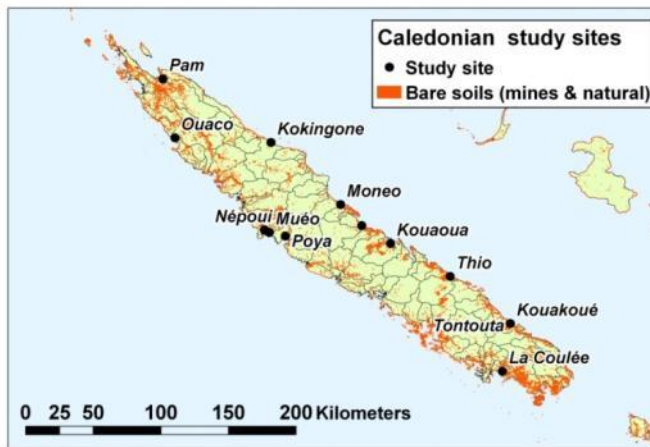 Caledonian study sites
Study site
Bare soils (mines & natural)
Pam
Ouaco
Kokingone
Moneo
Népoui Muéo
Kouaoua
Poya
Thio
Kouakoué
Tontouta
La Coulée
0 25 50 100 150 200 Kilometers